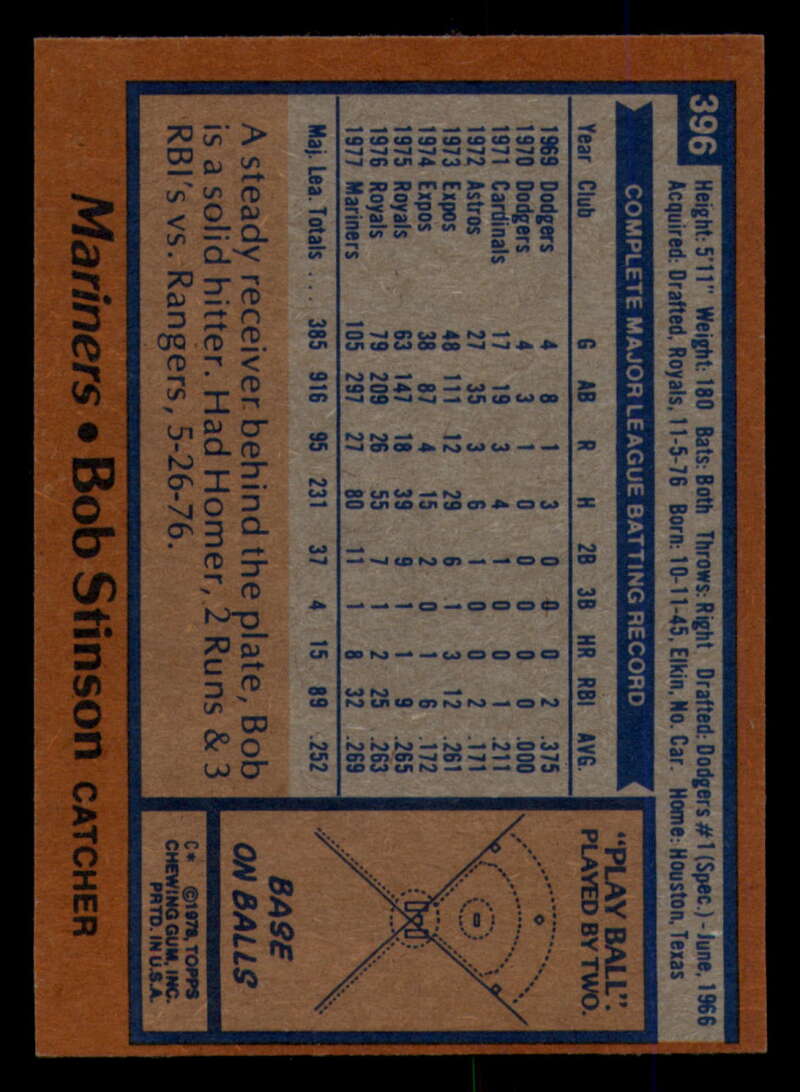 396
Height: 5'11" Weight: 180 Bats: Both Throws: Right Drafted: Dodgers #1 (Spec.) - June, 1966
Acquired: Drafted, Royals, 11-5-76 Born: 10-11-45, Elkin, No. Car. Home: Houston, Texas
COMPLETE MAJOR LEAGUE BATTING RECORD
Year Club G AB R H 2B 3B HR RBI AVG.
1969 Dodgers 4 8 1 3 0 0 0 2 .375
1970 Dodgers 4 3 1 0 0 0 0 0 .000
1971 Cardinals 17 19 3 4 1 0 0 1 .211
1972 Astros 27 35 3 6 1 0 0 2 .171
1973 Expos 48 111 12 29 6 1 3 12 .261
1974 Expos 38 87 4 15 2 0 1 6 .172
1975 Royals 63 147 18 39 9 1 1 9 .265
1976 Royals 79 209 26 55 7 1 2 25 .263
1977 Mariners 105 297 27 80 11 1 8 32 .269
Maj. Lea. Totals .... 385 916 95 231 37 4 15 89 .252
A steady receiver behind the plate, Bob
is a solid hitter. Had Homer, 2 Runs & 3
RBI's vs. Rangers, 5-26-76.
"PLAY BALL".
PLAYED BY TWO.
BASE
ON BALLS
C* ©1978, TOPPS
CHEWING GUM, INC.
PRTD. IN U.S.A.
Mariners • Bob Stinson CATCHER